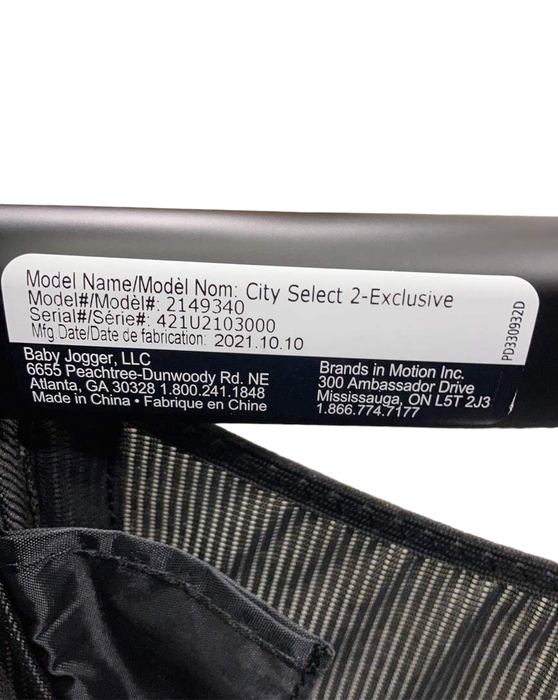 Model Name/Modèl Nom: City Select 2-Exclusive
Model#/Modèl#: 2149340
Serial#/Série#: 421U2103000
Mfg Date/Date de fabrication: 2021.10.10
PD330932D
Baby Jogger, LLC
6655 Peachtree-Dunwoody Rd. NE
Atlanta, GA 30328 1.800.241.1848
Made in China • Fabrique en Chine
Brands in Motion Inc.
300 Ambassador Drive
Mississauga, ON L5T 2J3
1.866.774.7177